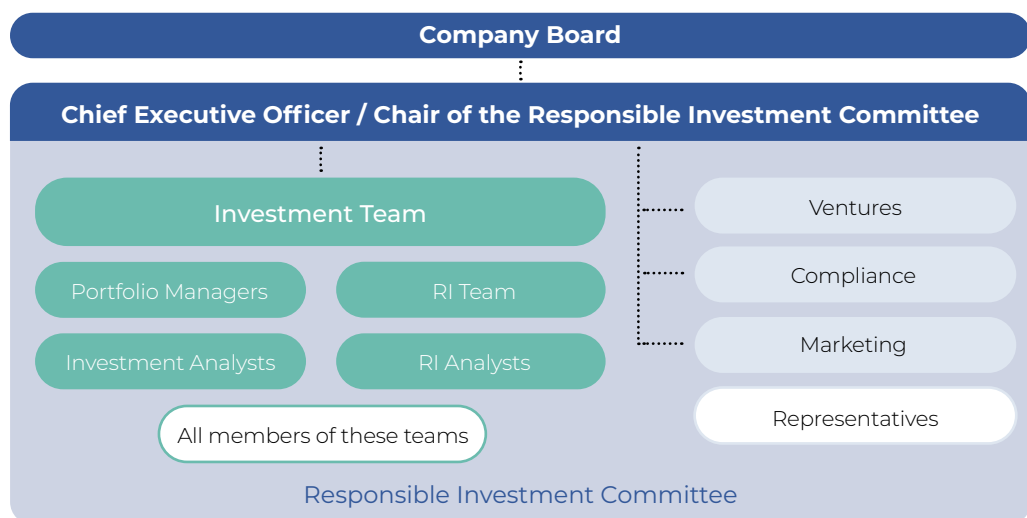 Company Board
Chief Executive Officer / Chair of the Responsible Investment Committee
Investment Team
Portfolio Managers
RI Team
Investment Analysts
RI Analysts
All members of these teams
Ventures
Compliance
Marketing
Representatives
Responsible Investment Committee